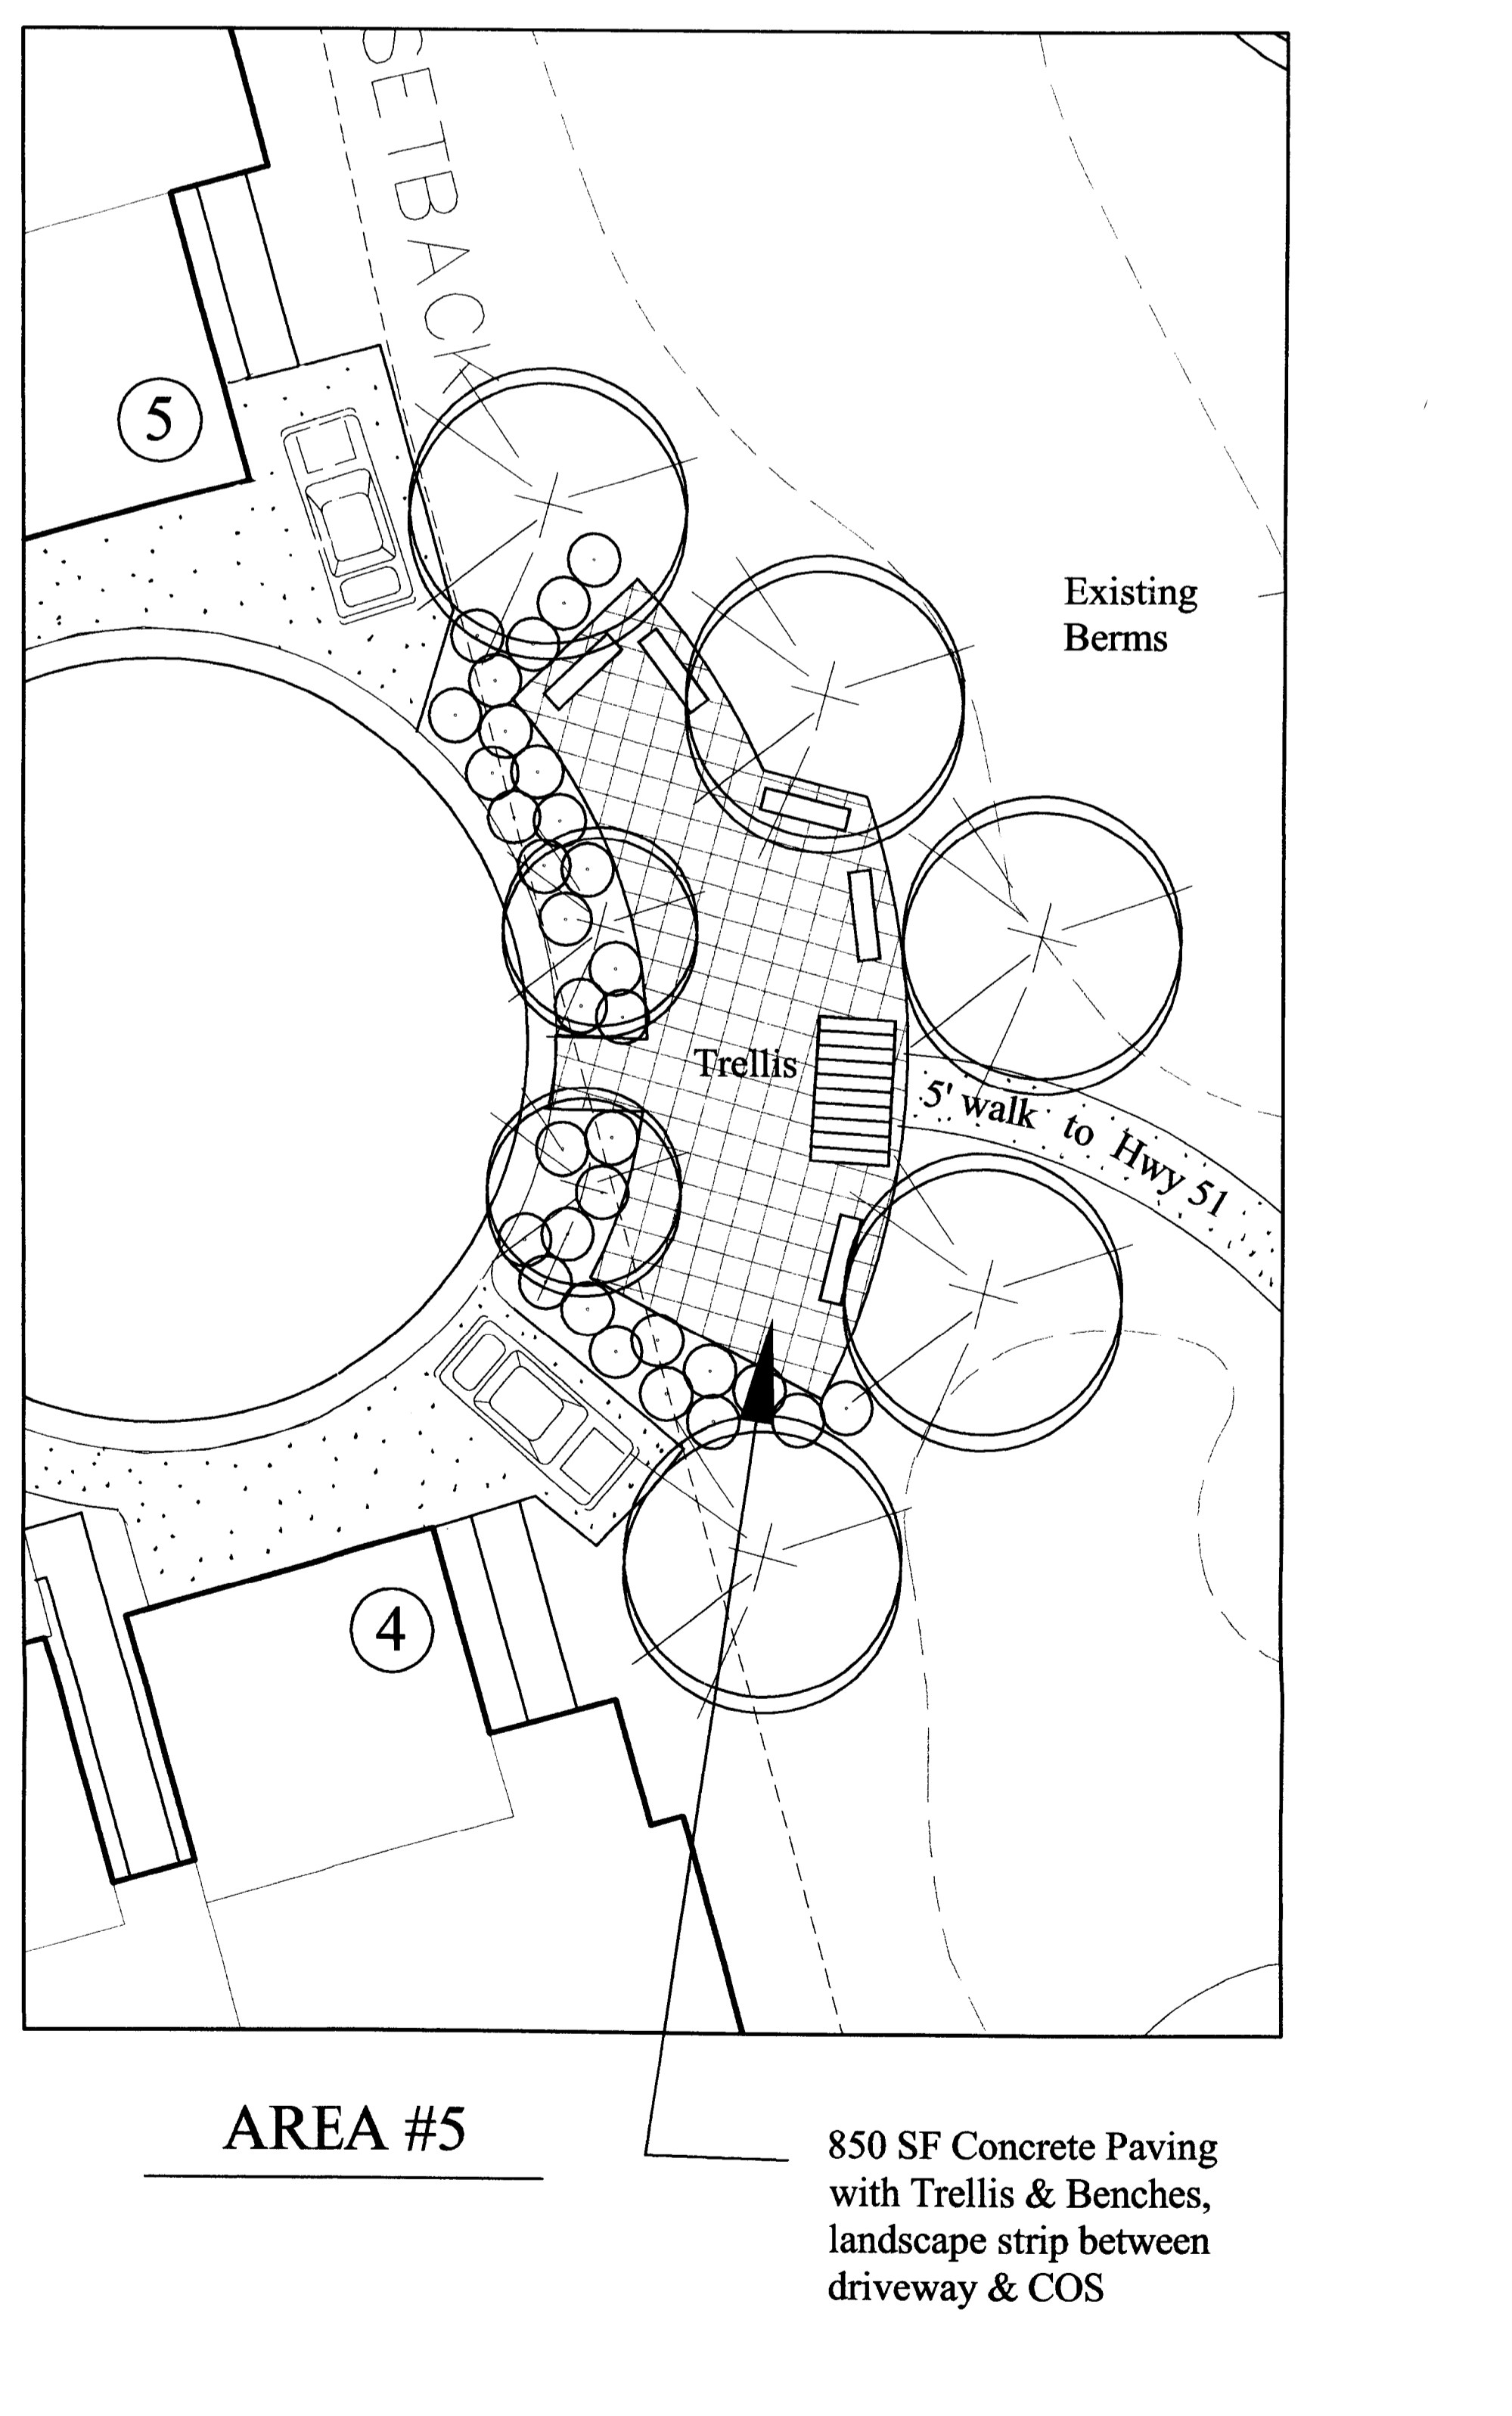 SETBACK
5
Existing
Berms
Trellis
5' walk to Hwy 51
4
AREA #5
850 SF Concrete Paving
with Trellis & Benches,
landscape strip between
driveway & COS